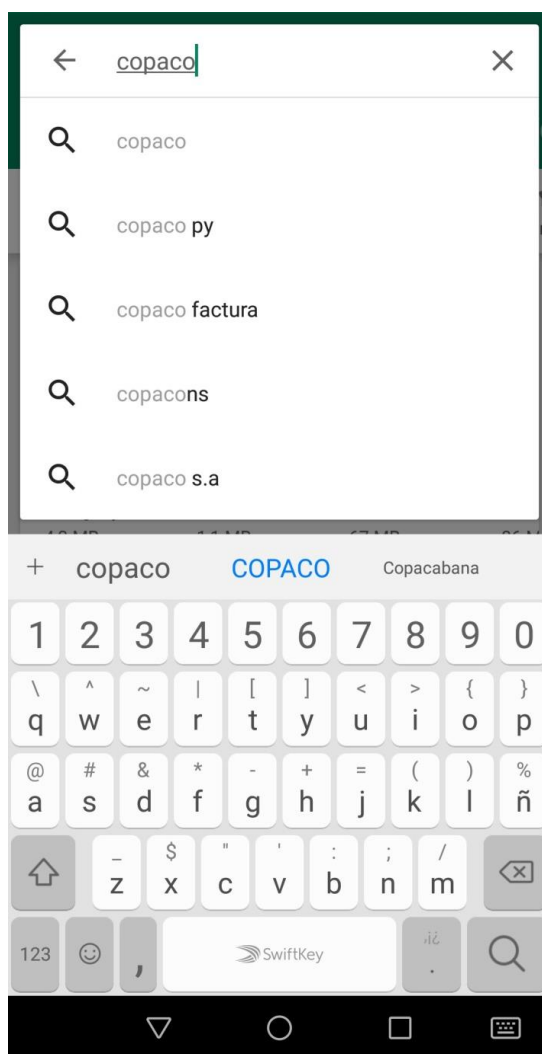 copaco
copaco
copaco py
copaco factura
copacons
copaco s.a
+ copaco COPACO Copacabana
1 2 3 4 5 6 7 8 9 0
\ ^ ~ | [ ] < > { }
q w e r t y u i o p
@ # & * - + = ( ) %
a s d f g h j k l ñ
_ $ " ' : ; /
z x c v b n m
123 , SwiftKey ,!¿ .